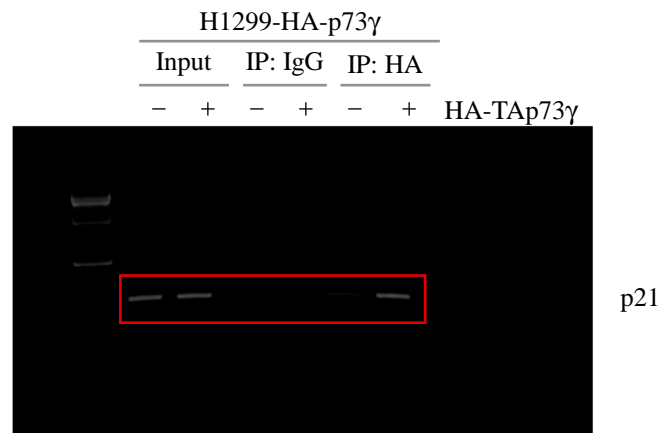 H1299-HA-p73γ
Input IP: IgG IP: HA
− + − + − + HA-TAp73γ
p21